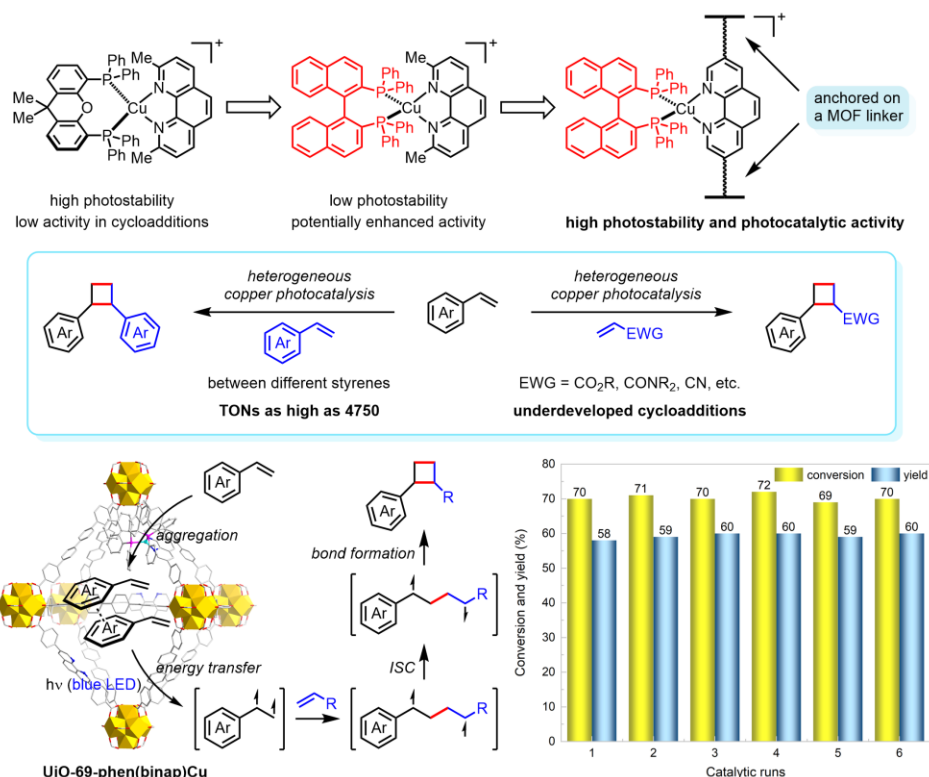 Ph
Ph
P
Me
+
N
O
Cu
Me
Me
P
N
Ph
Ph
Me
high photostability
low activity in cycloadditions
Ph
Ph
P
Me
+
N
Cu
P
N
Ph
Ph
Me
low photostability
potentially enhanced activity
Ph
Ph
P
+
N
Cu
P
N
Ph
Ph
anchored on
a MOF linker
high photostability and photocatalytic activity
Ar
Ar
heterogeneous
copper photocatalysis
Ar
between different styrenes
TONs as high as 4750
Ar
heterogeneous
copper photocatalysis
EWG
EWG = CO2R, CONR2, CN, etc.
underdeveloped cycloadditions
Ar
EWG
Ar
aggregation
Ar
Ar
energy transfer
hν (blue LED)
UiO-69-phen(binap)Cu
Ar
R
Ar
R
ISC
Ar
R
bond formation
Ar
R
Conversion and yield (%)
80
70
60
50
40
30
20
10
0
conversion
yield
70
58
71
59
70
60
72
60
69
59
70
60
1
2
3
4
5
6
Catalytic runs